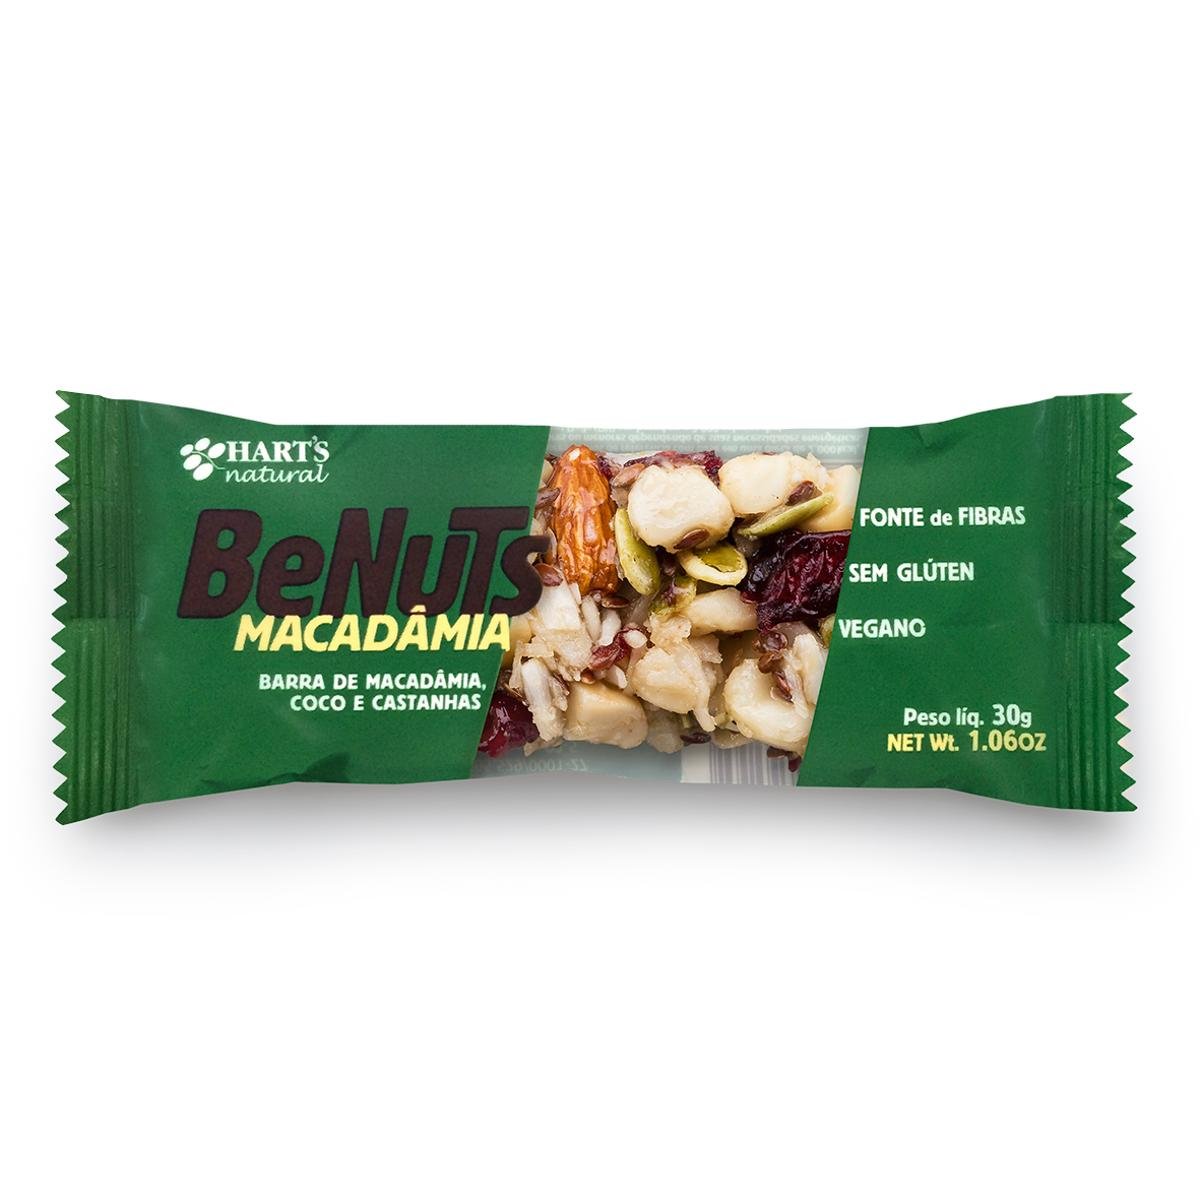 HART'S
natural
BeNuTs
MACADÂMIA
BARRA DE MACADÂMIA,
COCO E CASTANHAS
FONTE de FIBRAS
SEM GLÚTEN
VEGANO
Peso líq. 30g
NET Wt. 1.06OZ